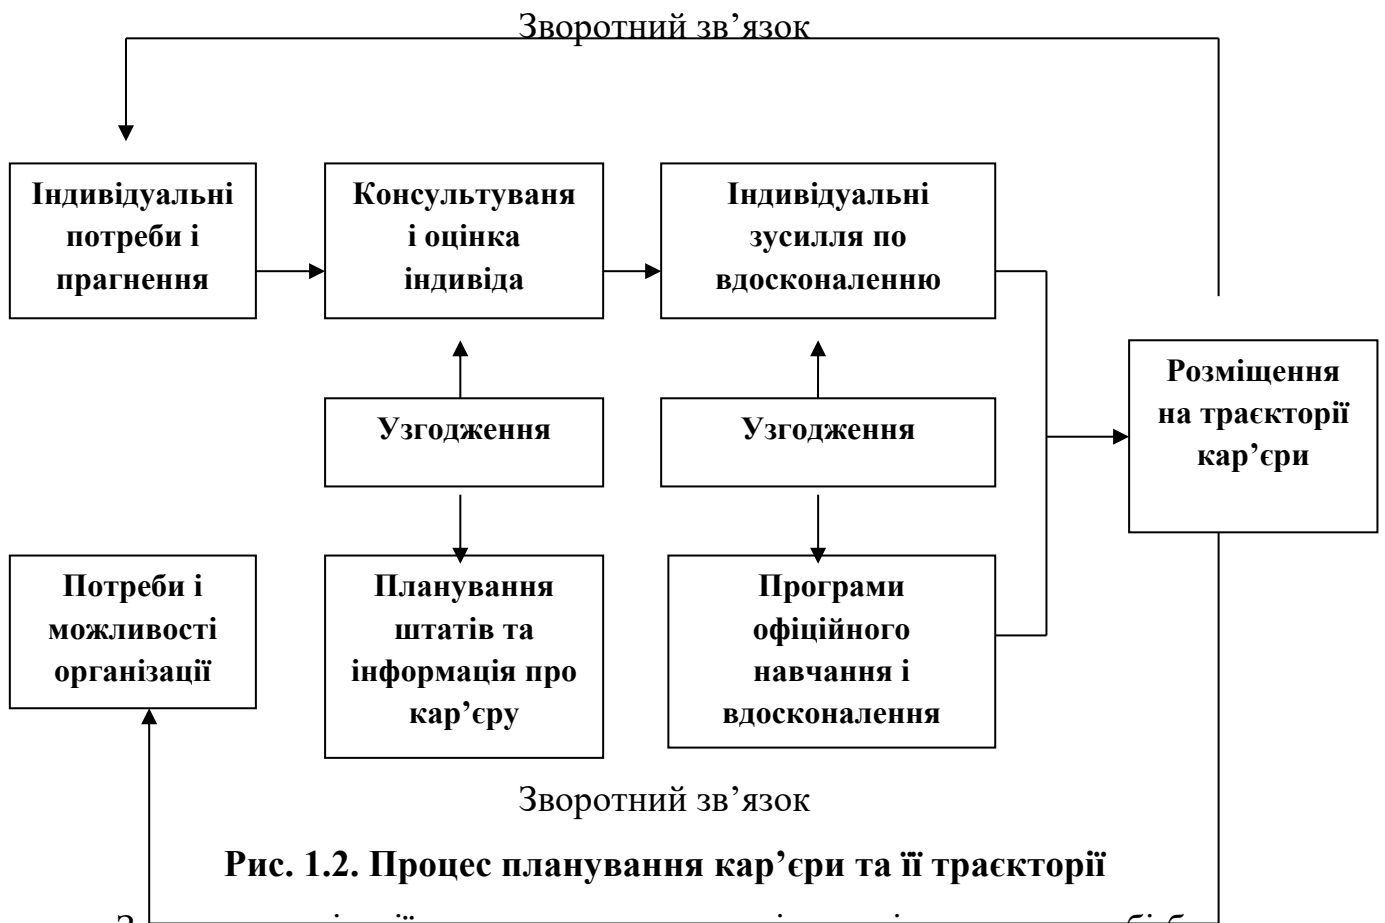 Зворотний зв’язок
Індивідуальні
потреби і
прагнення
Консультуваня
і оцінка
індивіда
Індивідуальні
зусилля по
вдосконаленню
Узгодження
Узгодження
Розміщення
на траєкторії
кар’єри
Потреби і
можливості
організації
Планування
штатів та
інформація про
кар’єру
Програми
офіційного
навчання і
вдосконалення
Зворотний зв’язок
Рис. 1.2. Процес планування кар’єри та її траєкторії